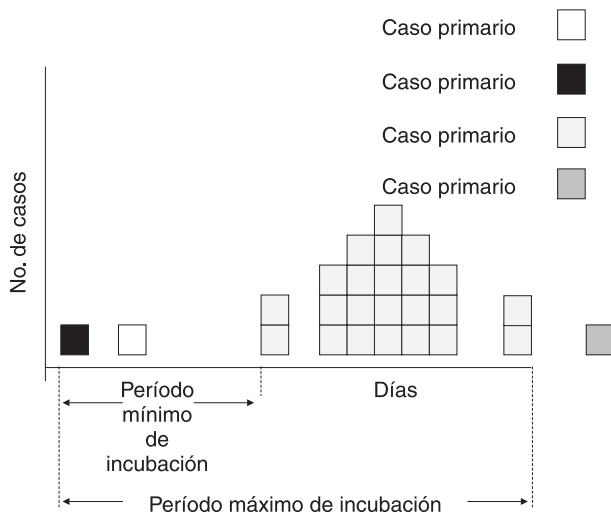 Caso primario
Caso primario
Caso primario
Caso primario
No. de casos
Período
mínimo
de
incubación
Días
Período máximo de incubación